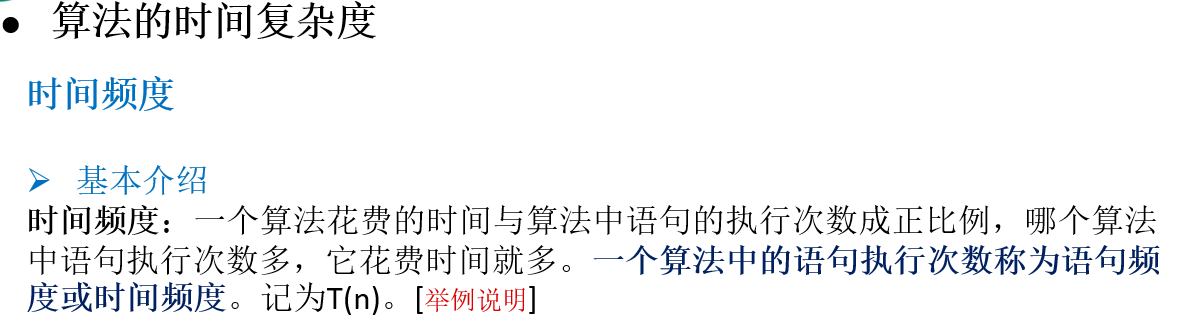 ● 算法的时间复杂度
时间频度
➢ 基本介绍
时间频度：一个算法花费的时间与算法中语句的执行次数成正比例，哪个算法
中语句执行次数多，它花费时间就多。一个算法中的语句执行次数称为语句频
度或时间频度。记为T(n)。[举例说明]